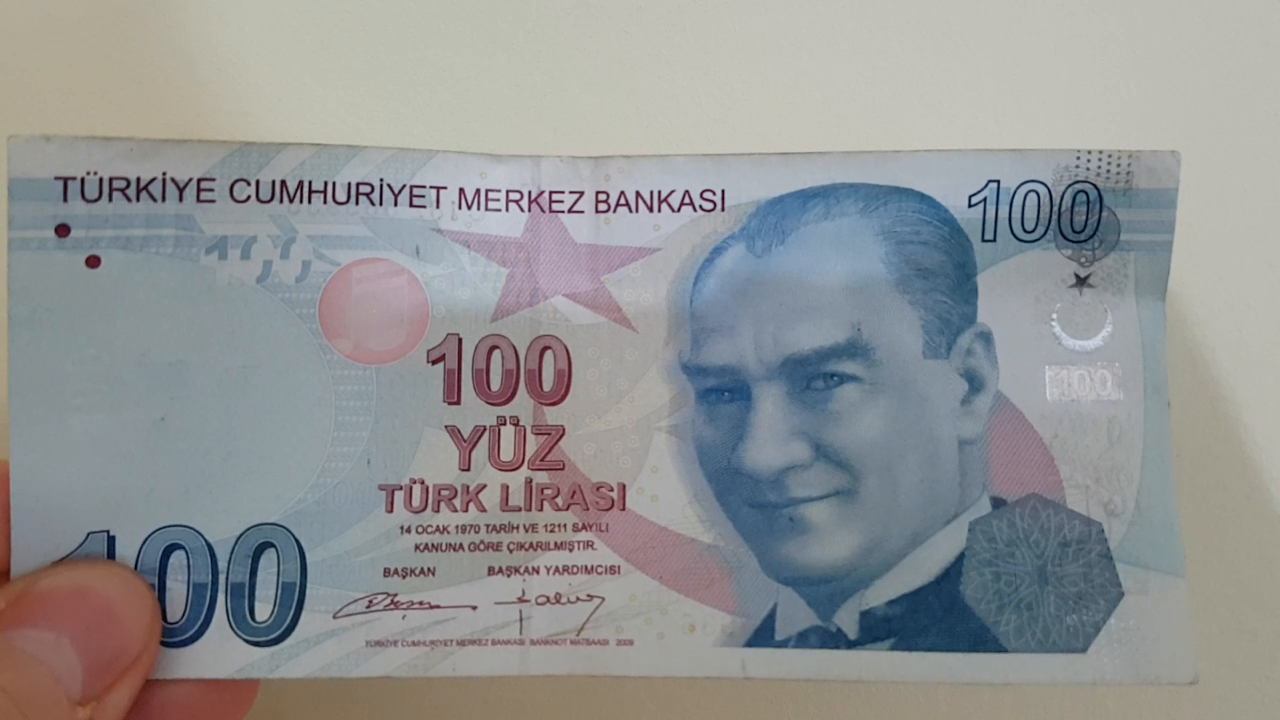 TÜRKİYE CUMHURİYET MERKEZ BANKASI
100
100
100
YÜZ
TÜRK LİRASI
14 OCAK 1970 TARİH VE 1211 SAYILI
KANUNA GÖRE ÇIKARILMIŞTIR.
BAŞKAN BAŞKAN YARDIMCISI
100
TÜRKİYE CUMHURİYET MERKEZ BANKASI BANKNOT MATBAASI 2009